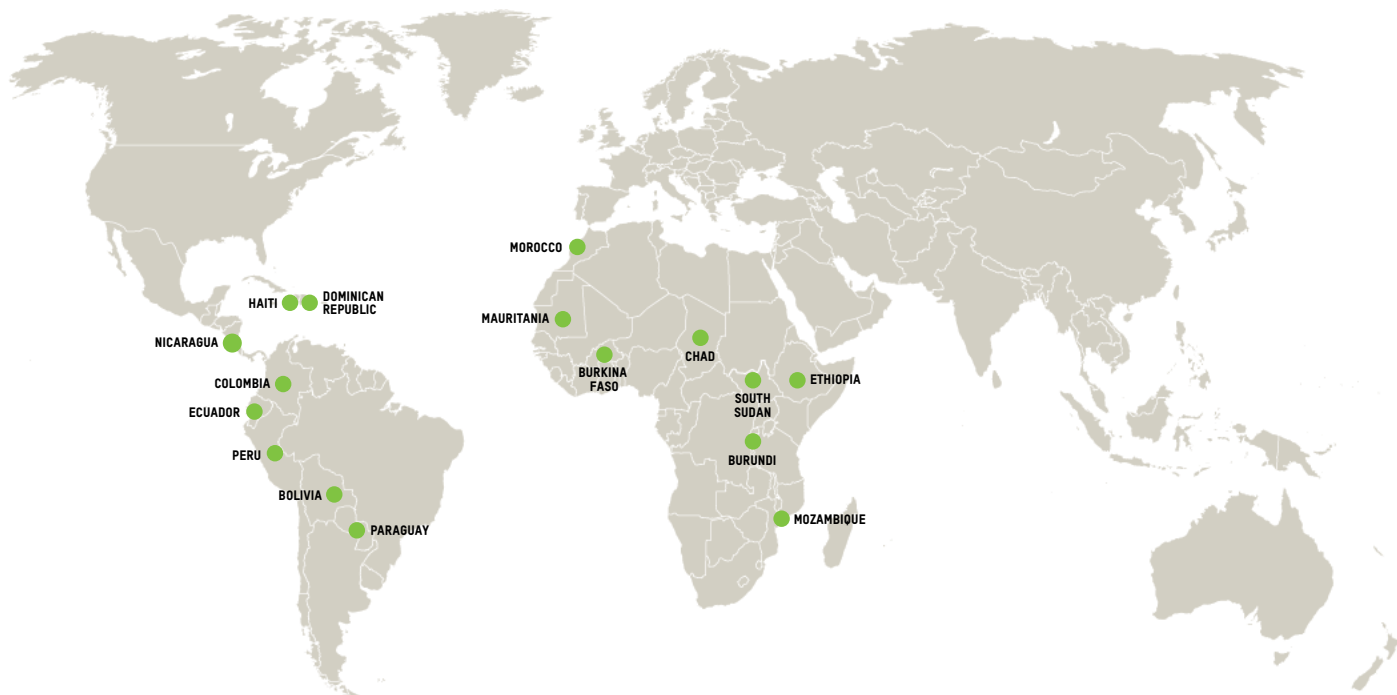 MOROCCO
HAITI
DOMINICAN
REPUBLIC
MAURITANIA
NICARAGUA
CHAD
BURKINA
FASO
COLOMBIA
ETHIOPIA
SOUTH
SUDAN
ECUADOR
PERU
BURUNDI
BOLIVIA
MOZAMBIQUE
PARAGUAY